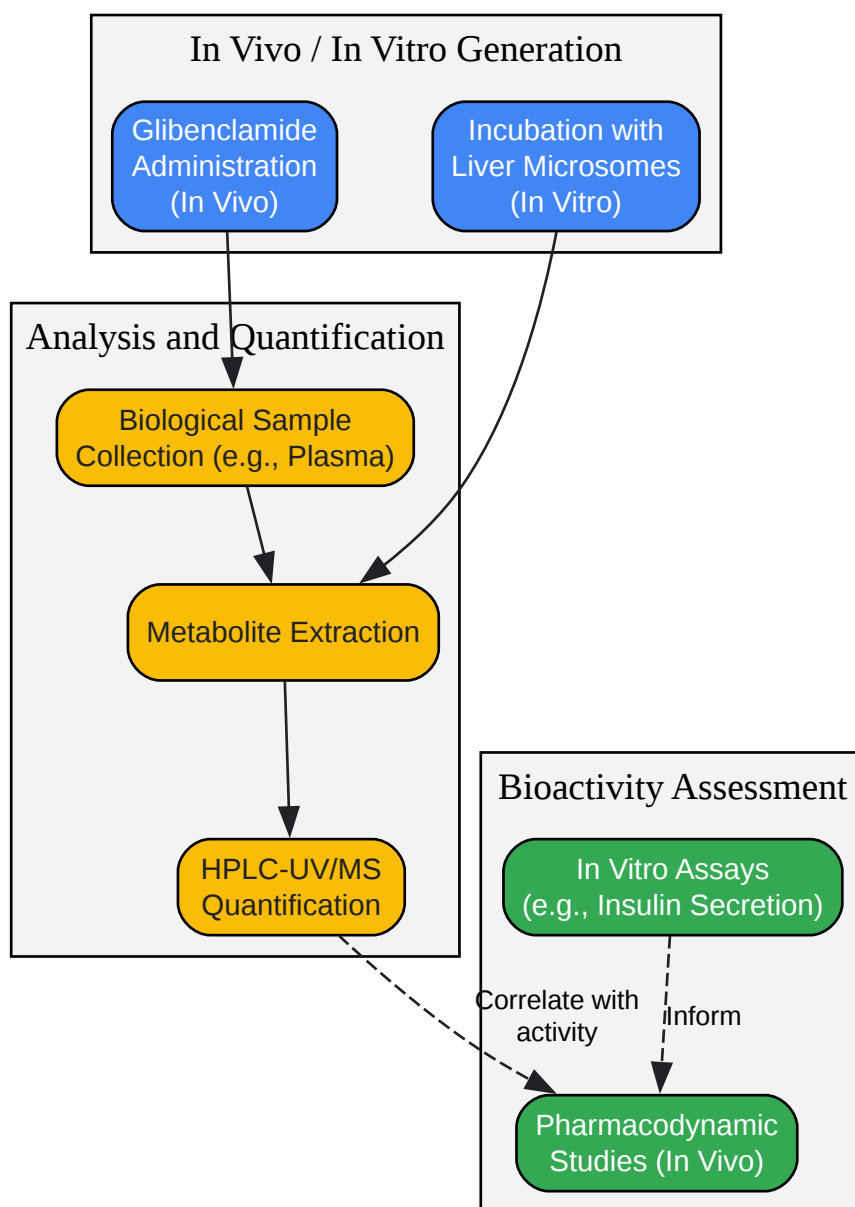 In Vivo / In Vitro Generation
Glibenclamide
Administration
(In Vivo)
Incubation with
Liver Microsomes
(In Vitro)
Analysis and Quantification
Biological Sample
Collection (e.g., Plasma)
Metabolite Extraction
HPLC-UV/MS
Quantification
Bioactivity Assessment
In Vitro Assays
(e.g., Insulin Secretion)
Correlate with
activity
Inform
Pharmacodynamic
Studies (In Vivo)